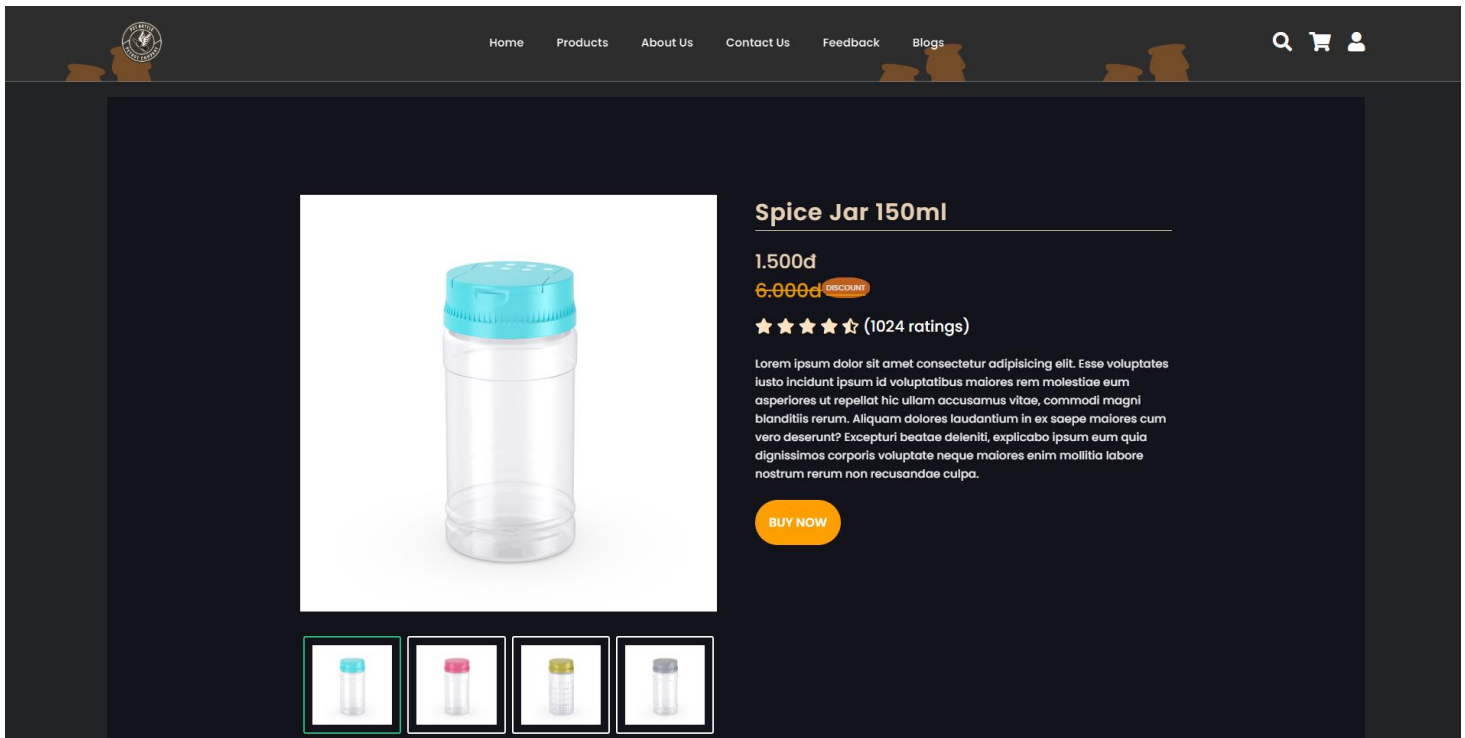 Home Products About Us Contact Us Feedback Blogs
Spice Jar 150ml
1.500đ
6.000đ DISCOUNT
(1024 ratings)
Lorem ipsum dolor sit amet consectetur adipisicing elit. Esse voluptates
iusto incidunt ipsum id voluptatibus maiores rem molestiae eum
asperiores ut repellat hic ullam accusamus vitae, commodi magni
blanditiis rerum. Aliquam dolores laudantium in ex saepe maiores cum
vero deserunt? Excepturi beatae deleniti, explicabo ipsum eum quia
dignissimos corporis voluptate neque maiores enim mollitia labore
nostrum rerum non recusandae culpa.
BUY NOW